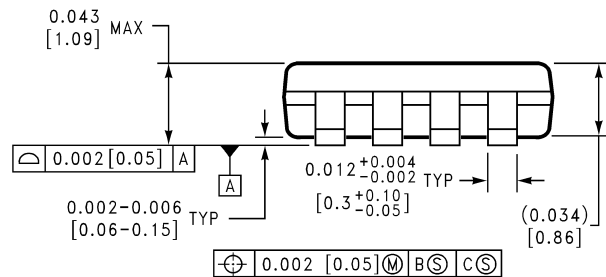 0.043
[1.09] MAX
0.002 [0.05] A
A
0.012 +0.004 -0.002 TYP
[0.3 +0.10 -0.05]
0.002-0.006
[0.06-0.15] TYP
(0.034)
[0.86]
0.002 [0.05] Ⓜ B Ⓢ C Ⓢ